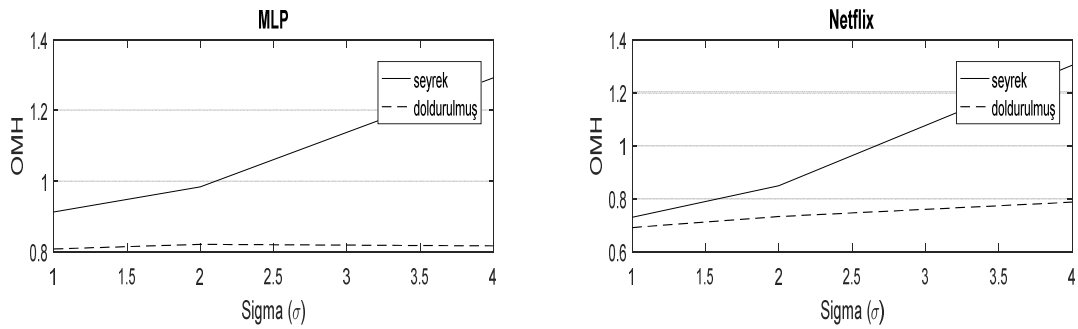 MLP
1.4
1.2
1
0.8
OMH
seyrek
doldurulmuş
1
1.5
2
2.5
3
3.5
4
Sigma (σ)
Netflix
1.4
1.2
1
0.8
0.6
OMH
seyrek
doldurulmuş
1
1.5
2
2.5
3
3.5
4
Sigma (σ)